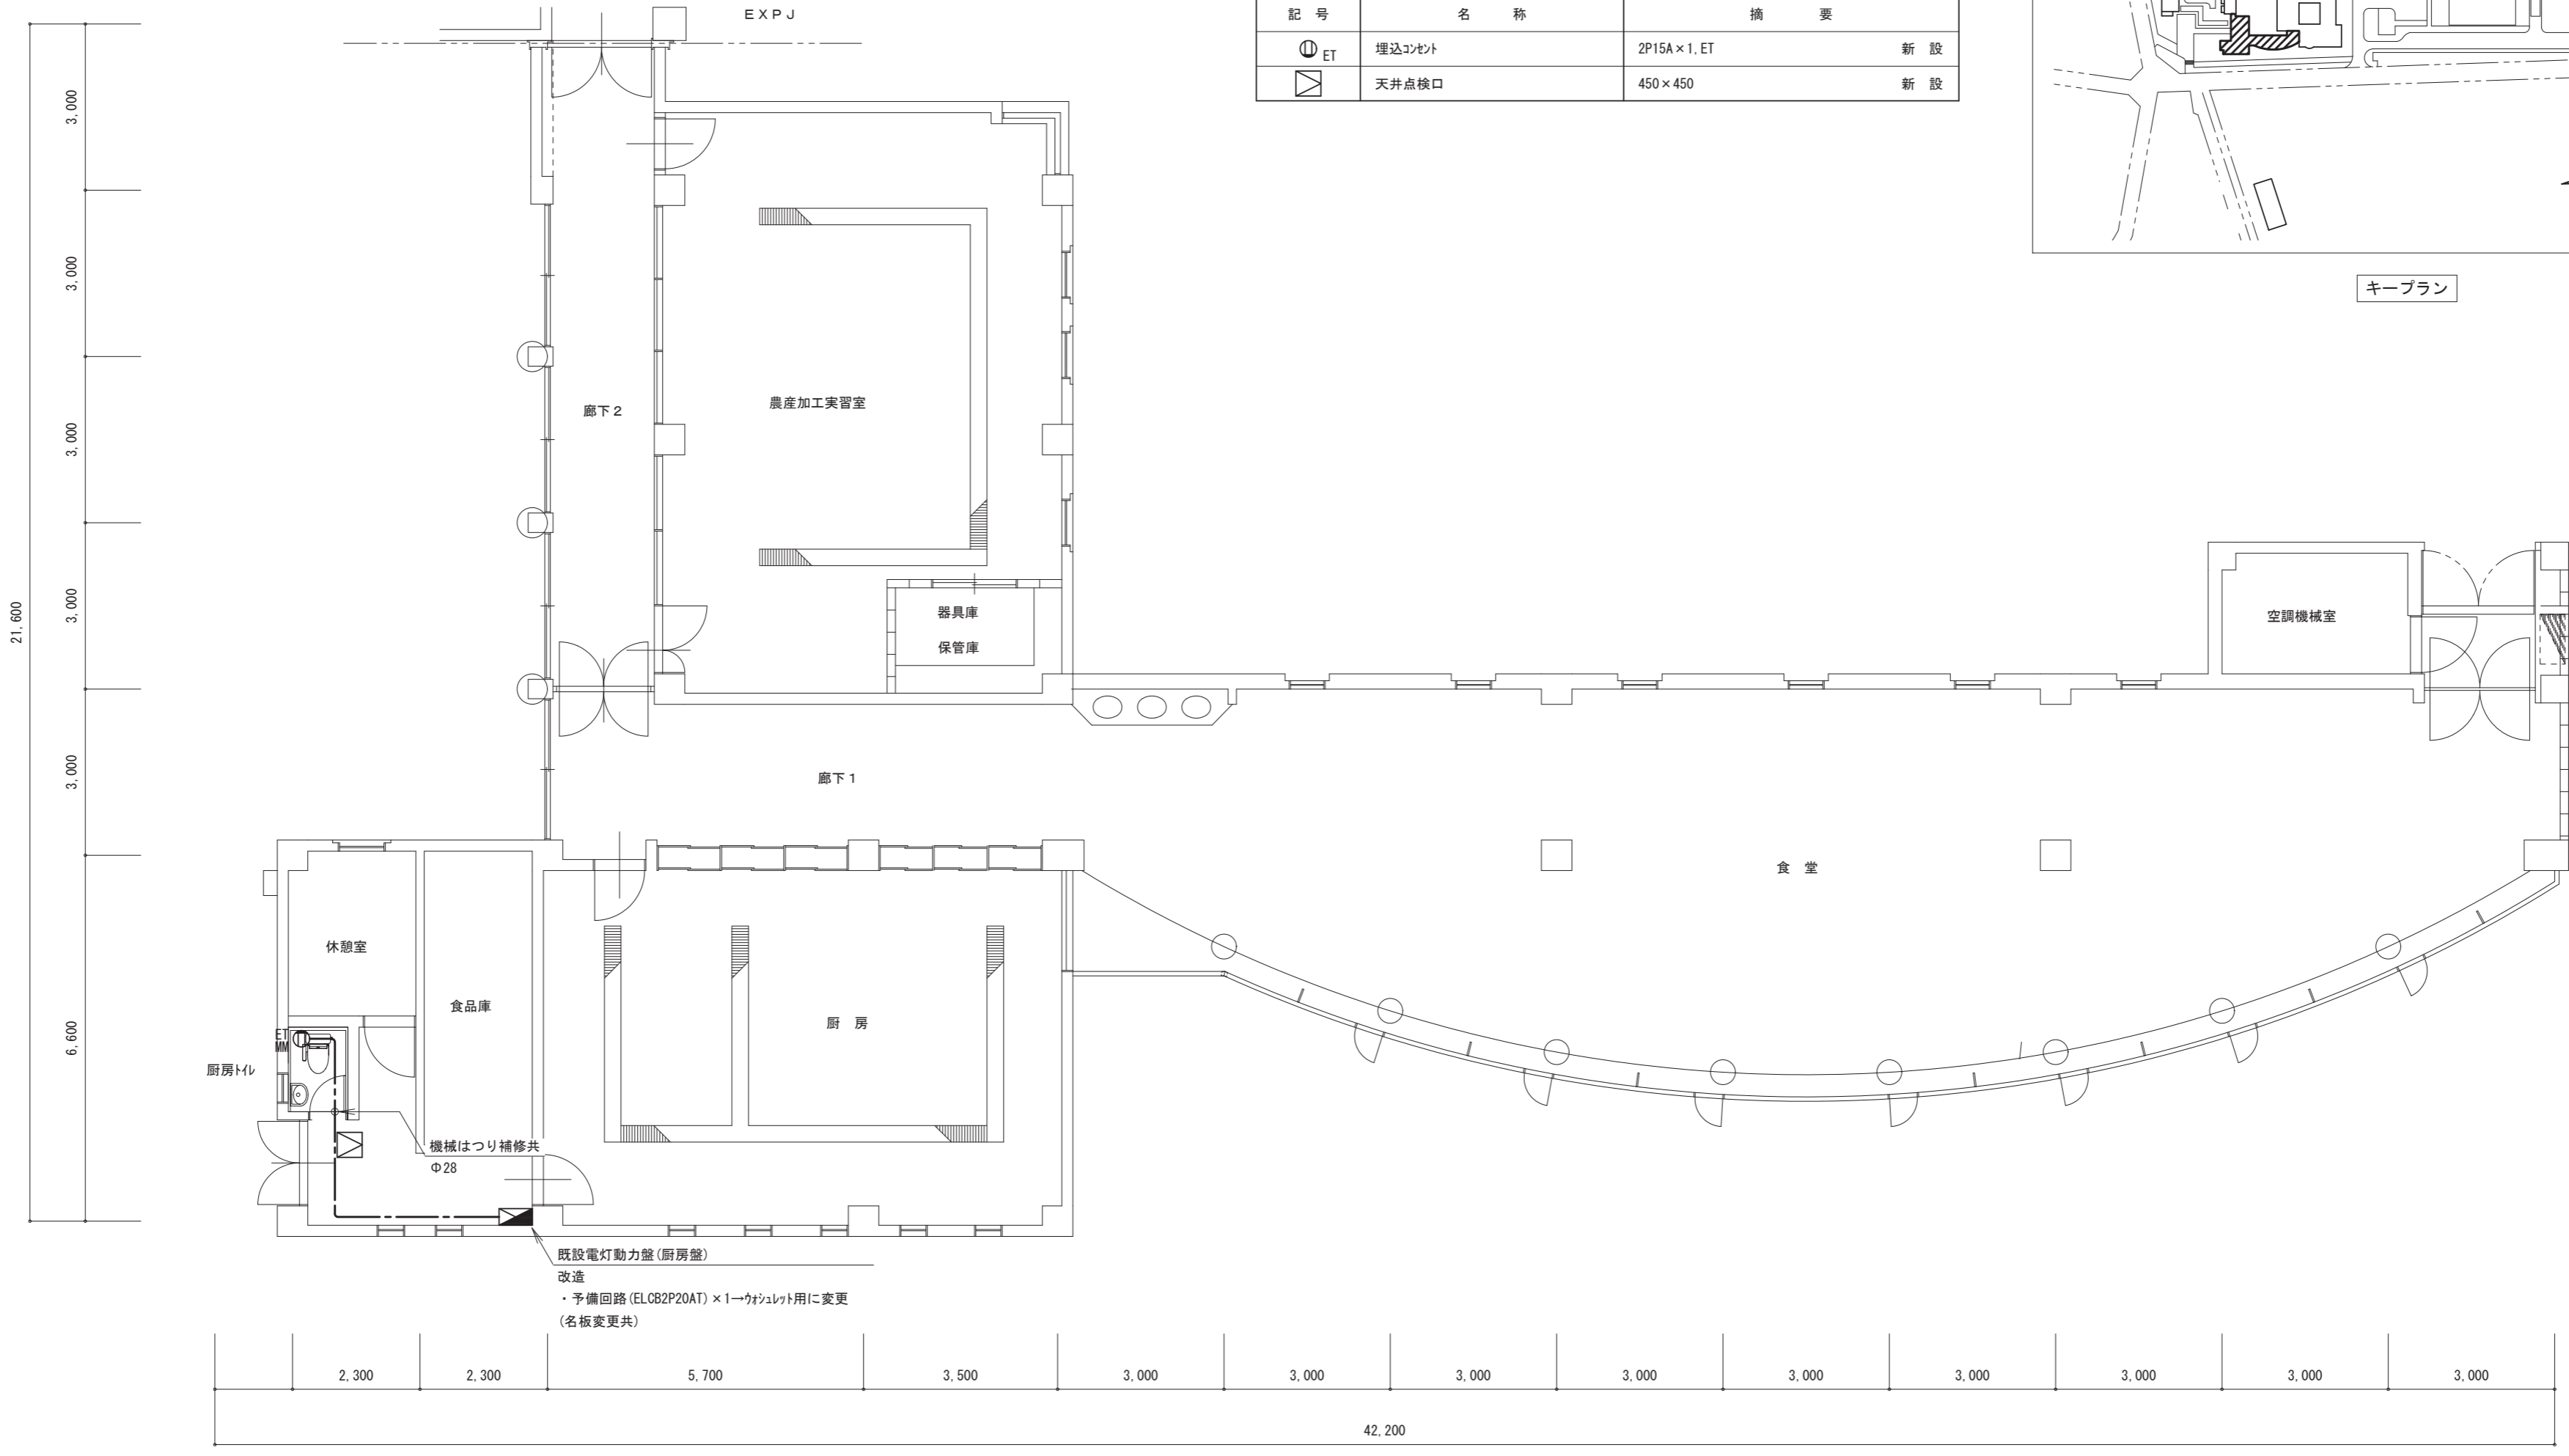 EXPJ
記 号 名 称 摘 要
ET 埋込コンセント 2P15A×1,ET 新 設
天井点検口 450×450 新 設
キープラン
3,000
3,000
3,000
3,000
3,000
6,600
21,600
廊下2
農産加工実習室
器具庫
保管庫
空調機械室
廊下1
食 堂
休憩室
食品庫
厨 房
ET
MM
厨房トイレ
機械はつり補修共
Φ28
既設電灯動力盤(厨房盤)
改造
・予備回路(ELCB2P20AT)×1→ウォシュレット用に変更
(名板変更共)
2,300 2,300 5,700 3,500 3,000 3,000 3,000 3,000 3,000 3,000 3,000 3,000 3,000
42,200